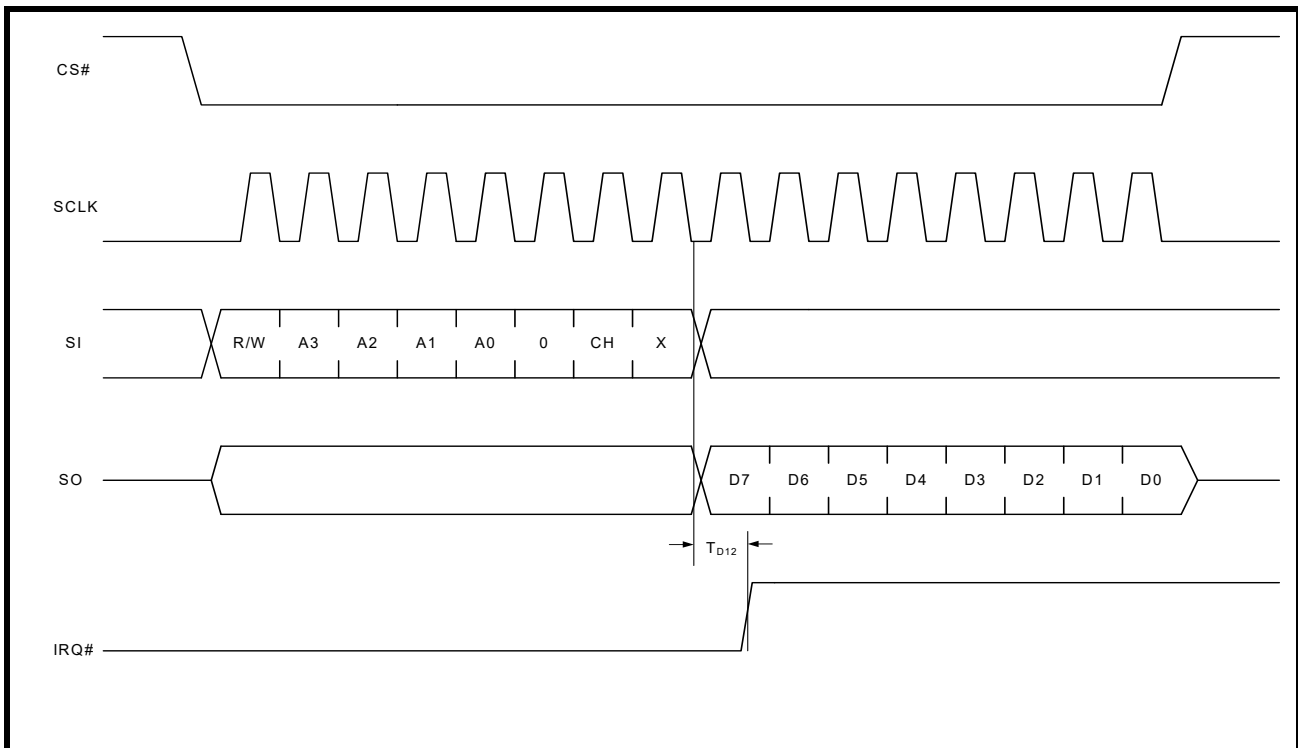 CS#
SCLK
SI R/W A3 A2 A1 A0 0 CH X
SO D7 D6 D5 D4 D3 D2 D1 D0
TD12
IRQ#